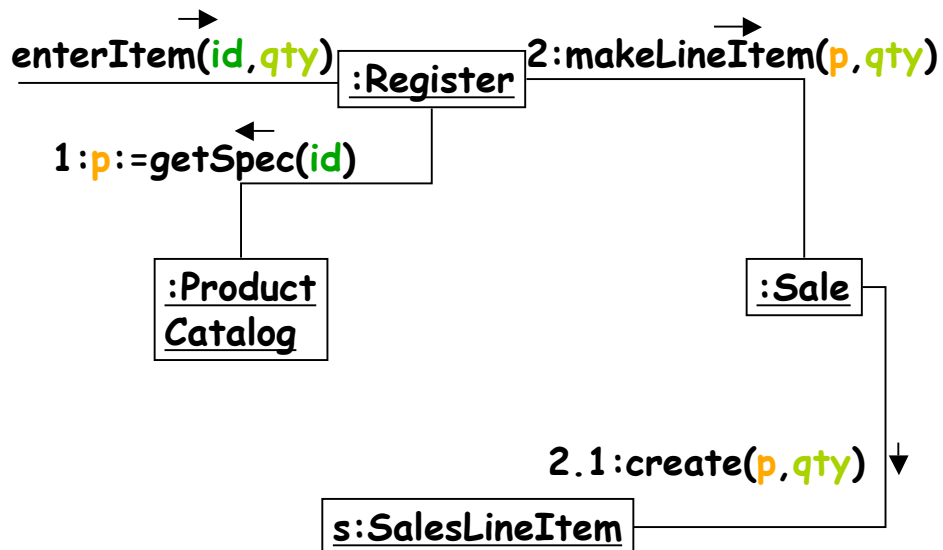 enterItem(id,qty)
:Register
2:makeLineItem(p,qty)
1:p:=getSpec(id)
:Product
Catalog
:Sale
2.1:create(p,qty)
s:SalesLineItem